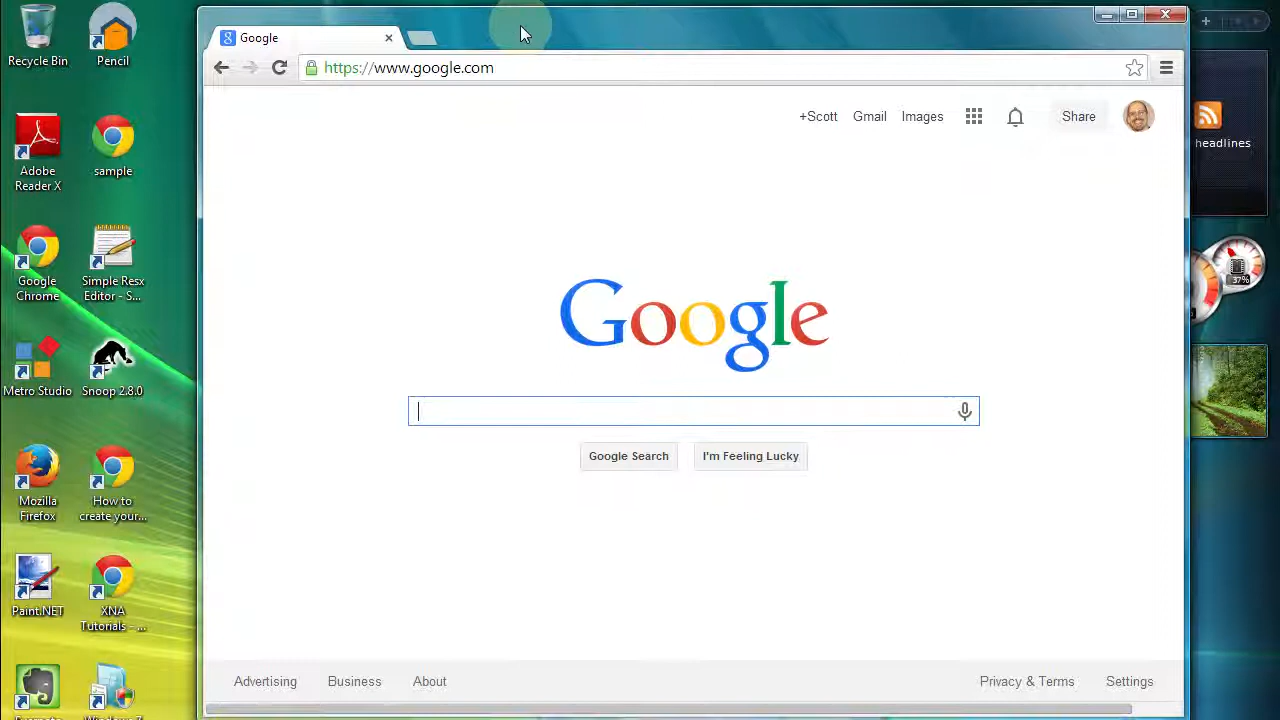 Recycle Bin
Pencil
Adobe
Reader X
sample
Google
Chrome
Simple Resx
Editor - S...
Metro Studio
Snoop 2.8.0
Mozilla
Firefox
How to
create your...
Paint.NET
XNA
Tutorials - ...
Google
https://www.google.com
+Scott
Gmail
Images
Share
Google
Google Search
I'm Feeling Lucky
Advertising
Business
About
Privacy & Terms
Settings
headlines
37%